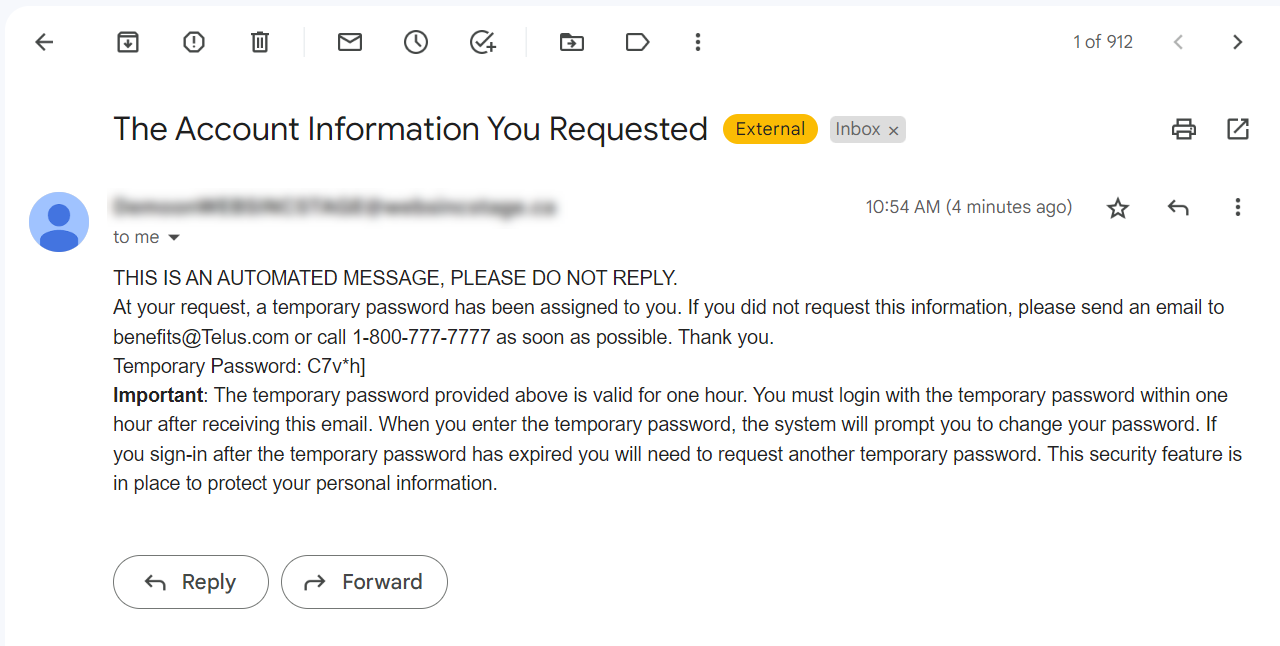 1 of 912
The Account Information You Requested External Inbox ×
10:54 AM (4 minutes ago)
to me
THIS IS AN AUTOMATED MESSAGE, PLEASE DO NOT REPLY.
At your request, a temporary password has been assigned to you. If you did not request this information, please send an email to
benefits@Telus.com or call 1-800-777-7777 as soon as possible. Thank you.
Temporary Password: C7v*h]
Important: The temporary password provided above is valid for one hour. You must login with the temporary password within one
hour after receiving this email. When you enter the temporary password, the system will prompt you to change your password. If
you sign-in after the temporary password has expired you will need to request another temporary password. This security feature is
in place to protect your personal information.
Reply Forward